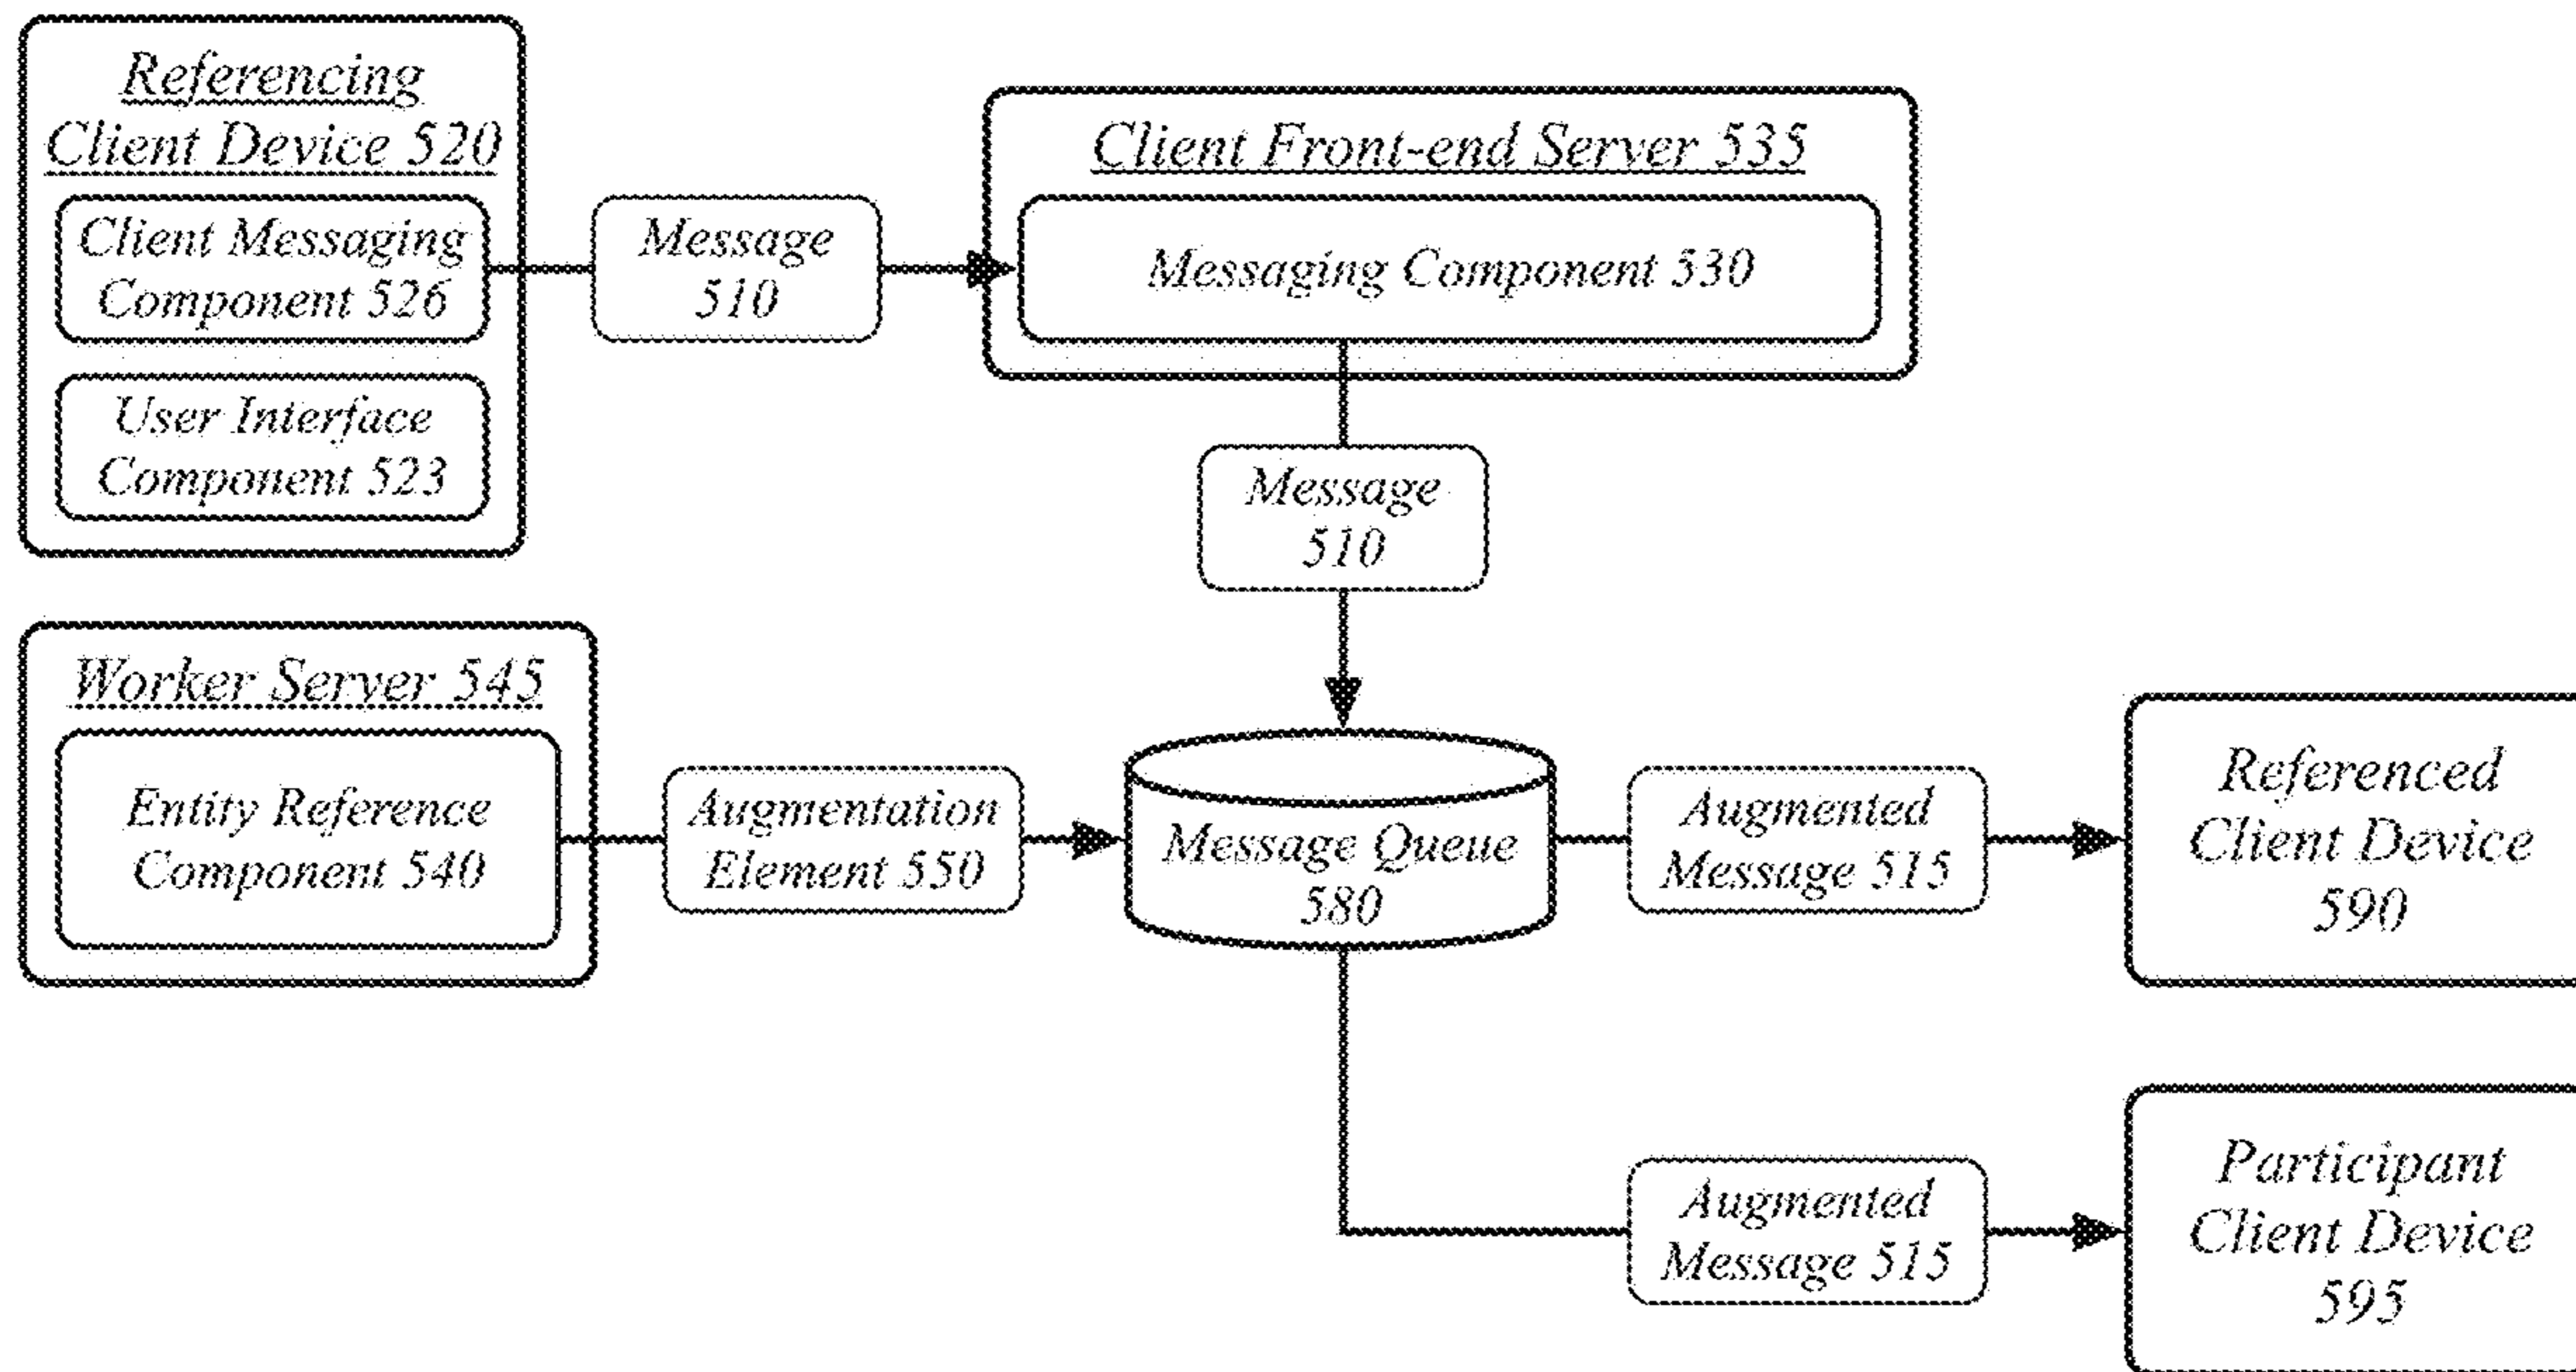 Referencing
Client Device 520
Client Messaging
Component 526
User Interface
Component 523
Message
510
Client Front-end Server 535
Messaging Component 530
Message
510
Worker Server 545
Entity Reference
Component 540
Augmentation
Element 550
Message Queue
580
Augmented
Message 515
Referenced
Client Device
590
Augmented
Message 515
Participant
Client Device
595